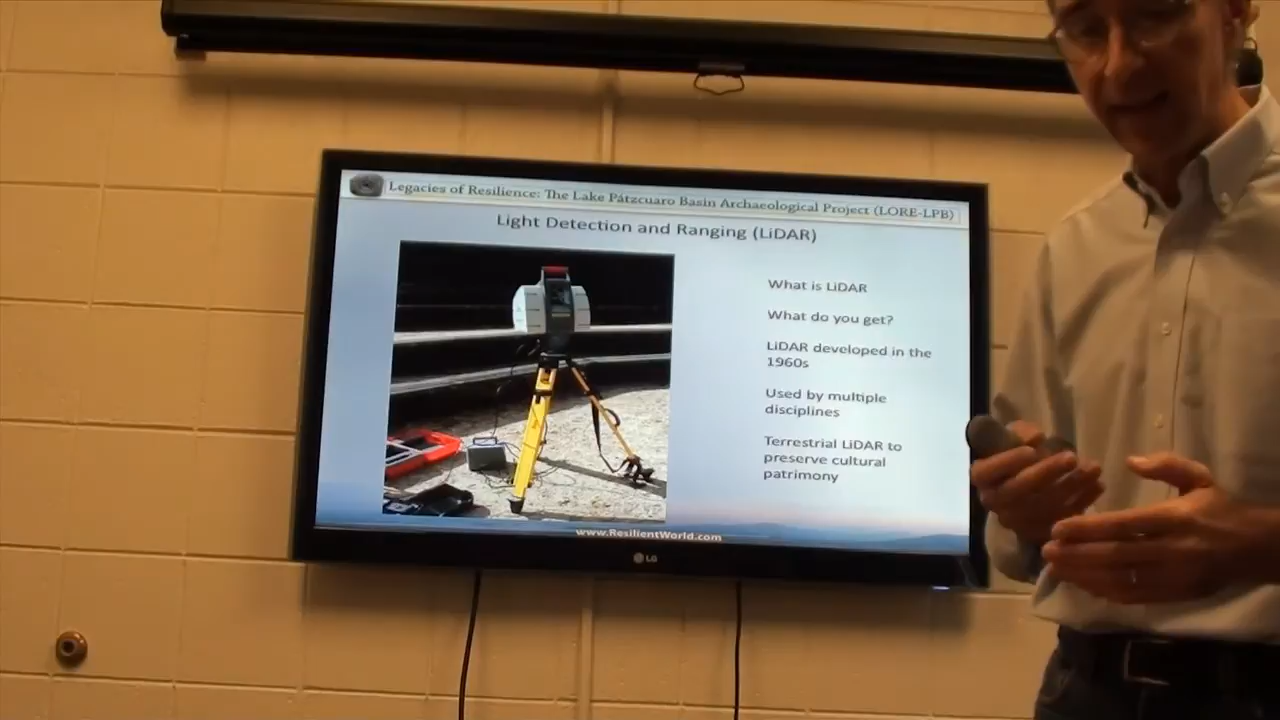 Legacies of Resilience: The Lake Pátzcuaro Basin Archaeological Project (LORE-LPB)
Light Detection and Ranging (LiDAR)
What is LiDAR
What do you get?
LiDAR developed in the
1960s
Used by multiple
disciplines
Terrestrial LiDAR to
preserve cultural
patrimony
www.ResilientWorld.com
LG